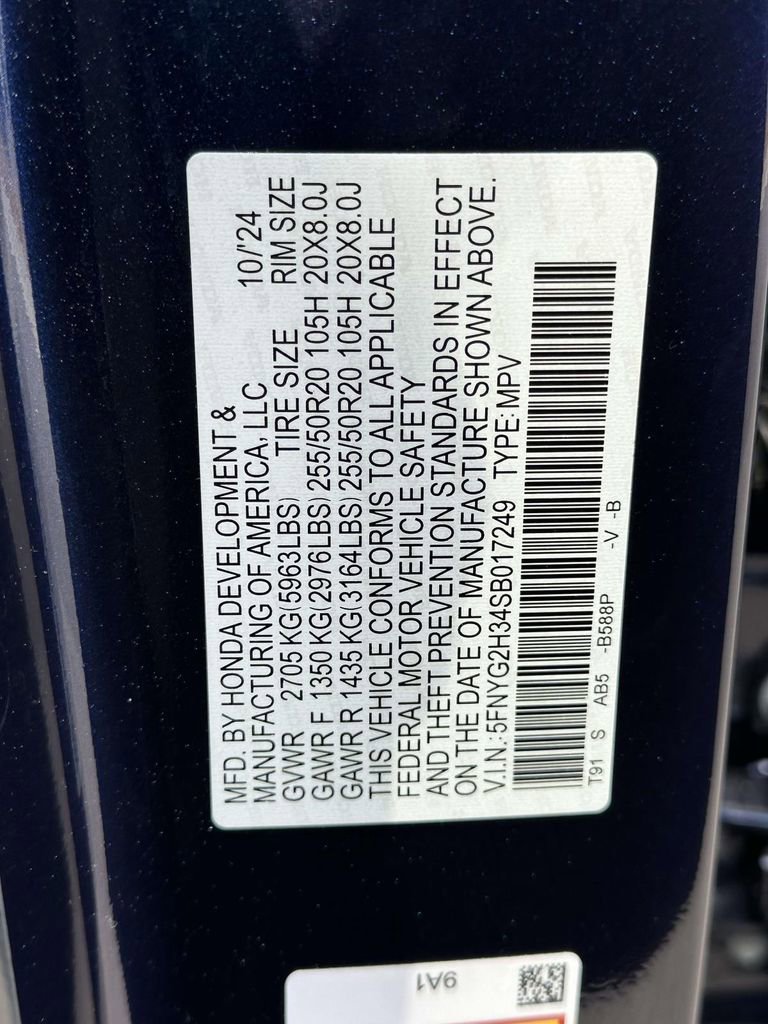 MFD. BY HONDA DEVELOPMENT &
MANUFACTURING OF AMERICA, LLC 10/'24
GVWR 2705 KG(5963LBS) TIRE SIZE RIM SIZE
GAWR F 1350 KG(2976LBS) 255/50R20 105H 20X8.0J
GAWR R 1435 KG(3164LBS) 255/50R20 105H 20X8.0J
THIS VEHICLE CONFORMS TO ALL APPLICABLE
FEDERAL MOTOR VEHICLE SAFETY
AND THEFT PREVENTION STANDARDS IN EFFECT
ON THE DATE OF MANUFACTURE SHOWN ABOVE.
V.I.N.:5FNYG2H34SB017249 TYPE:MPV
T91 S AB5 -B588P -V -B
9A1